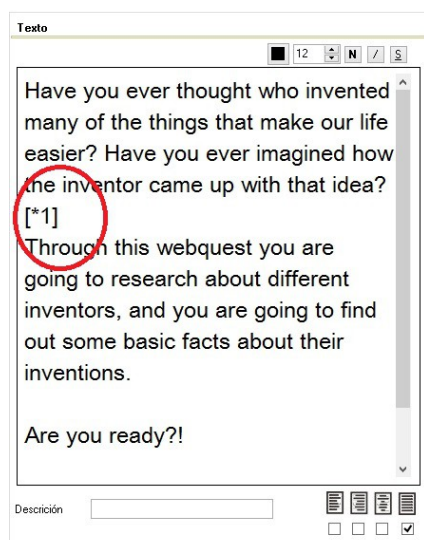 Texto
12 N / S
Have you ever thought who invented
many of the things that make our life
easier? Have you ever imagined how
the inventor came up with that idea?
[*1]
Through this webquest you are
going to research about different
inventors, and you are going to find
out some basic facts about their
inventions.
Are you ready?!
Descrición